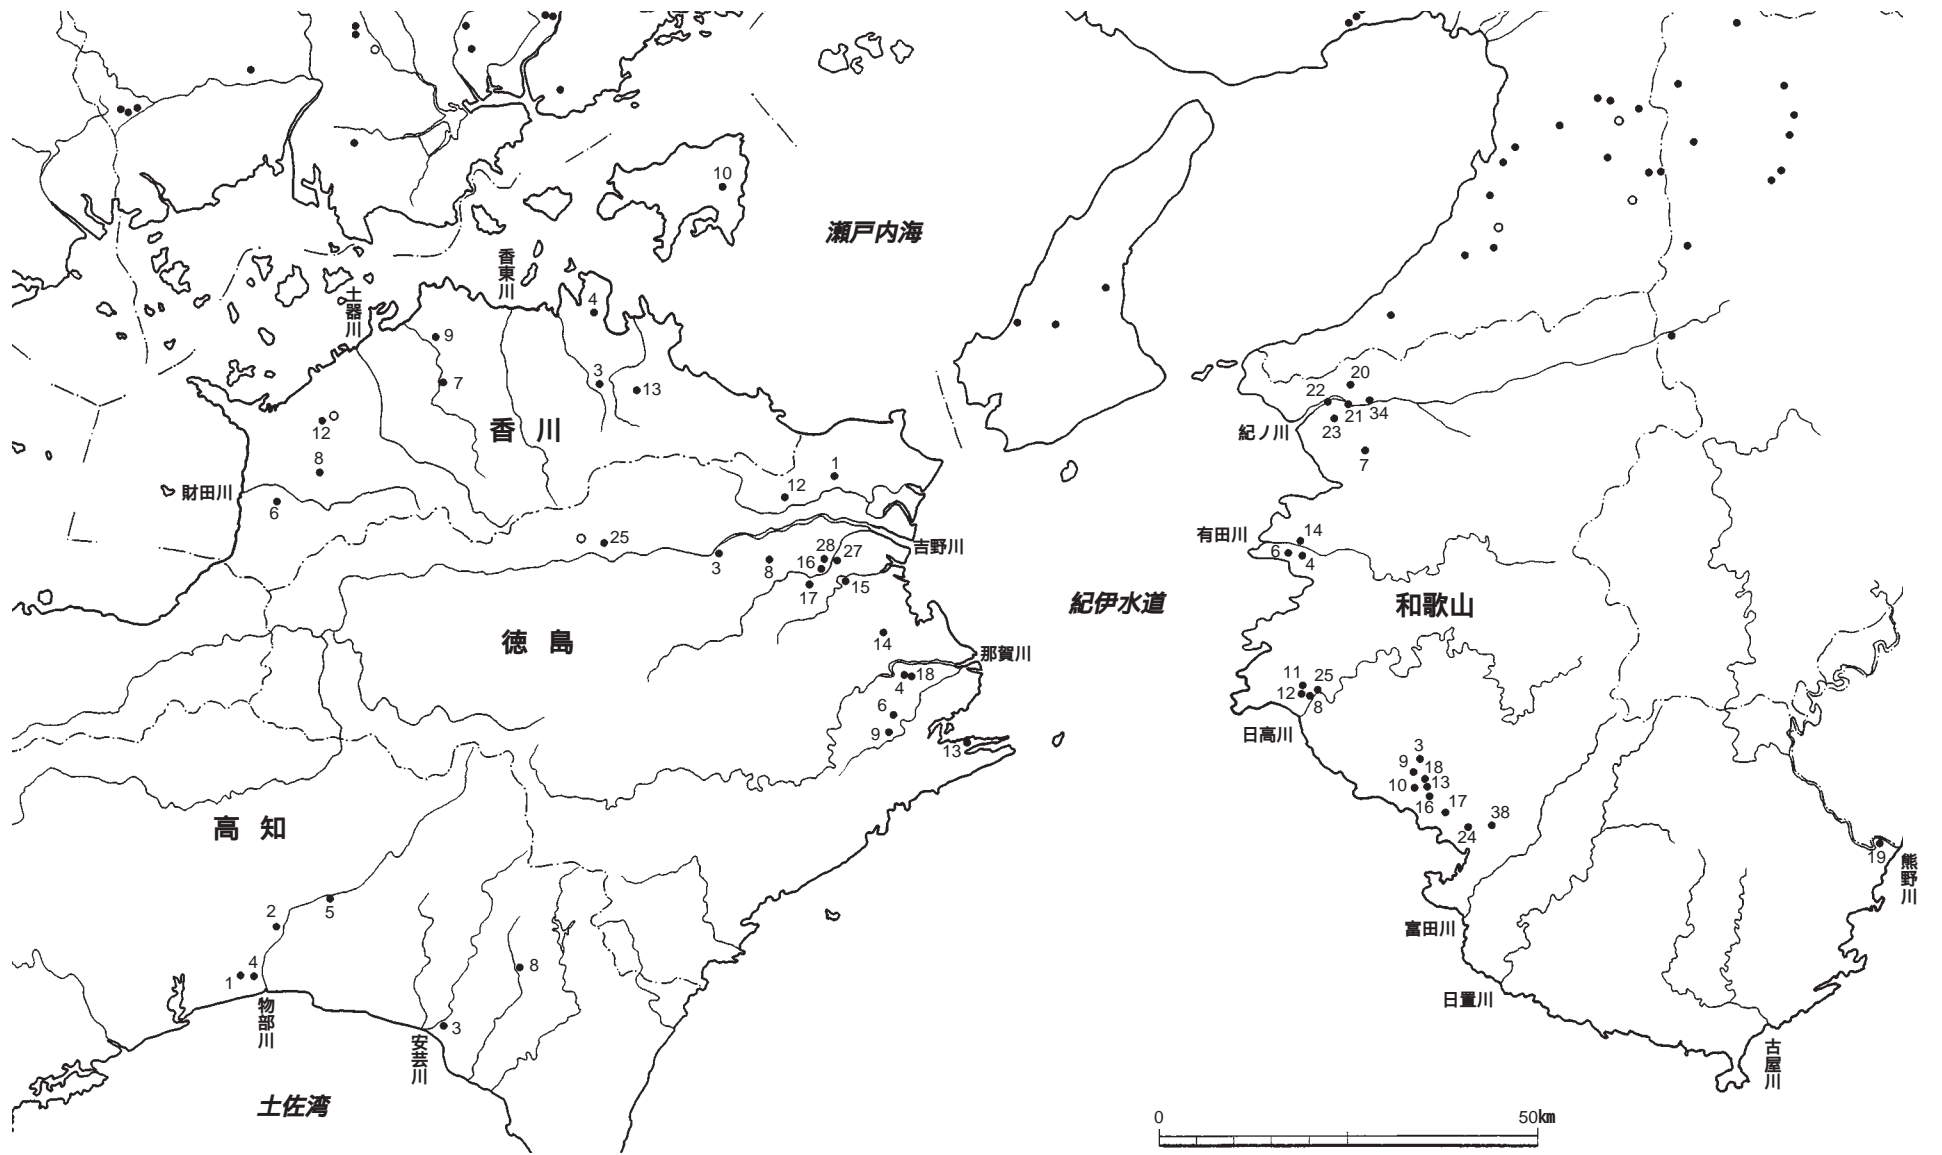 10
瀬戸内海
香東川
土器川
4
9
7
3
13
香川
12
8
財田川
6
1
12
25
吉野川
3
8
28
27
16
17
15
徳島
14
那賀川
4
18
6
9
13
高知
2
5
1
4
物部川
8
3
安芸川
土佐湾
紀伊水道
20
22
21
34
23
紀ノ川
7
有田川
14
6
4
和歌山
11
25
12
8
日高川
3
9
18
10
13
16
17
24
38
19
熊野川
富田川
日置川
古屋川
0
50km